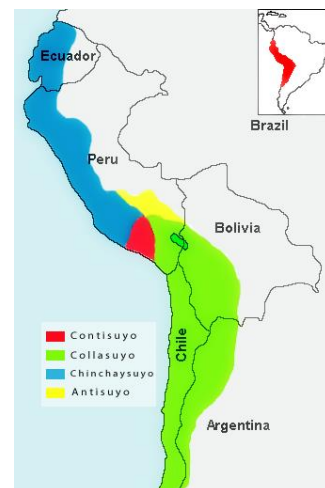 Ecuador
Brazil
Peru
Bolivia
Contisuyo
Collasuyo
Chinchaysuyo
Antisuyo
Chile
Argentina